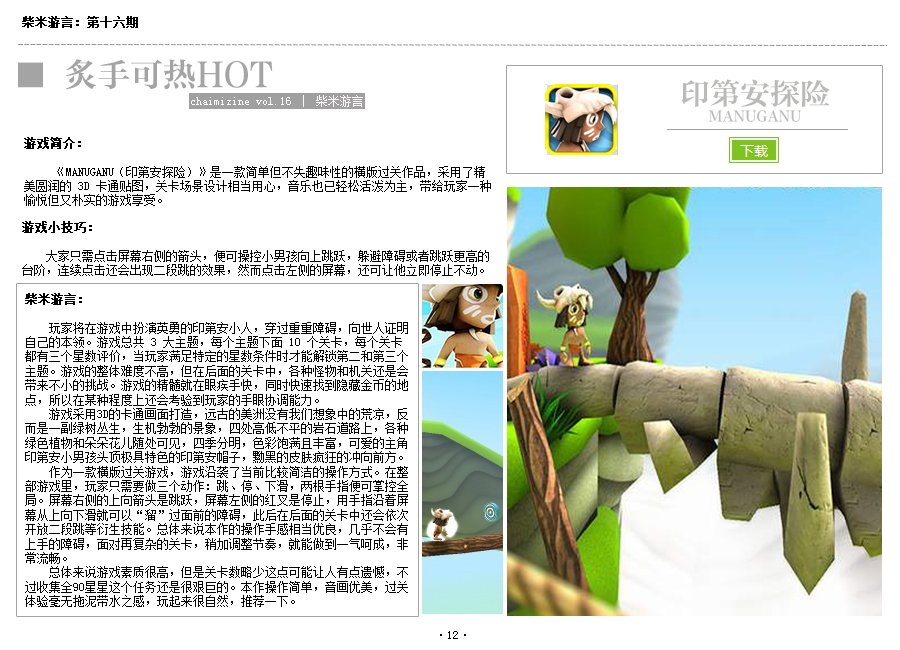 柴米游言：第十六期
炙手可热HOT
chaimizine vol.16 | 柴米游言
游戏简介：
《MANUGANU（印第安探险）》是一款简单但不失趣味性的横版过关作品，采用了精
美圆润的 3D 卡通贴图，关卡场景设计相当用心，音乐也已轻松活泼为主，带给玩家一种
愉悦但又朴实的游戏享受。
游戏小技巧：
大家只需点击屏幕右侧的箭头，便可操控小男孩向上跳跃，躲避障碍或者跳跃更高的
台阶，连续点击还会出现二段跳的效果，然而点击左侧的屏幕，还可让他立即停止不动。
柴米游言：
玩家将在游戏中扮演英勇的印第安小人，穿过重重障碍，向世人证明
自己的本领。游戏总共 3 大主题，每个主题下面 10 个关卡，每个关卡
都有三个星数评价，当玩家满足特定的星数条件时才能解锁第二和第三个
主题。游戏的整体难度不高，但在后面的关卡中，各种怪物和机关还是会
带来不小的挑战。游戏的精髓就在眼疾手快，同时快速找到隐藏金币的地
点，所以在某种程度上还会考验到玩家的手眼协调能力。
游戏采用3D的卡通画面打造，远古的美洲没有我们想象中的荒凉，反
而是一副绿树丛生，生机勃勃的景象，四处高低不平的岩石道路上，各种
绿色植物和朵朵花儿随处可见，四季分明，色彩饱满且丰富，可爱的主角
印第安小男孩头顶极具特色的印第安帽子，黝黑的皮肤疯狂的冲向前方。
作为一款横版过关游戏，游戏沿袭了当前比较简洁的操作方式。在整
部游戏里，玩家只需要做三个动作：跳、停、下滑，两根手指便可掌控全
局。屏幕右侧的上向箭头是跳跃，屏幕左侧的红叉是停止，用手指沿着屏
幕从上向下滑就可以“溜”过面前的障碍，此后在后面的关卡中还会依次
开放二段跳等衍生技能。总体来说本作的操作手感相当优良，几乎不会有
上手的障碍，面对再复杂的关卡，稍加调整节奏，就能做到一气呵成，非
常流畅。
总体来说游戏素质很高，但是关卡数略少这点可能让人有点遗憾，不
过收集全90星星这个任务还是很艰巨的。本作操作简单，音画优美，过关
体验毫无拖泥带水之感，玩起来很自然，推荐一下。
印第安探险
MANUGANU
下载
·12·